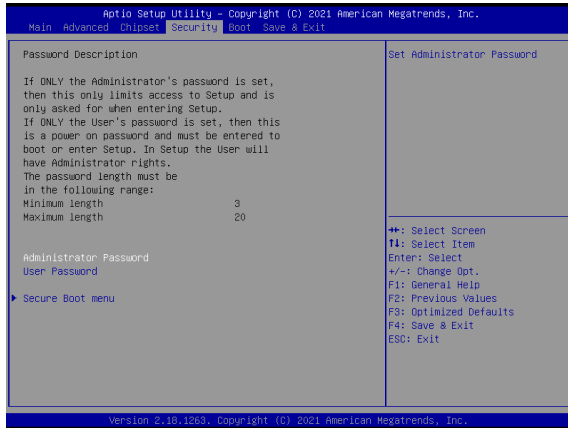 Aptio Setup Utility – Copyright (C) 2021 American Megatrends, Inc.
Main Advanced Chipset Security Boot Save & Exit
Password Description
If ONLY the Administrator's password is set,
then this only limits access to Setup and is
only asked for when entering Setup.
If ONLY the User's password is set, then this
is a power on password and must be entered to
boot or enter Setup. In Setup the User will
have Administrator rights.
The password length must be
in the following range:
Minimum length 3
Maximum length 20
Administrator Password
User Password
▶ Secure Boot menu
Set Administrator Password
→←: Select Screen
↑↓: Select Item
Enter: Select
+/-: Change Opt.
F1: General Help
F2: Previous Values
F3: Optimized Defaults
F4: Save & Exit
ESC: Exit
Version 2.18.1263. Copyright (C) 2021 American Megatrends, Inc.